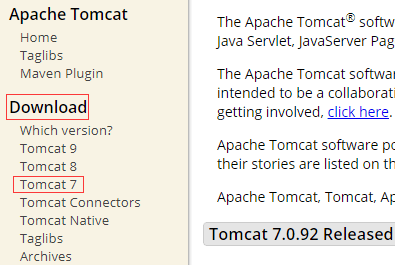 Apache Tomcat
Home
Taglibs
Maven Plugin
Download
Which version?
Tomcat 9
Tomcat 8
Tomcat 7
Tomcat Connectors
Tomcat Native
Taglibs
Archives
The Apache Tomcat® softw
Java Servlet, JavaServer Pag
The Apache Tomcat softwar
intended to be a collaborati
getting involved, click here.
Apache Tomcat software po
their stories are listed on th
Apache Tomcat, Tomcat, Ap
Tomcat 7.0.92 Released